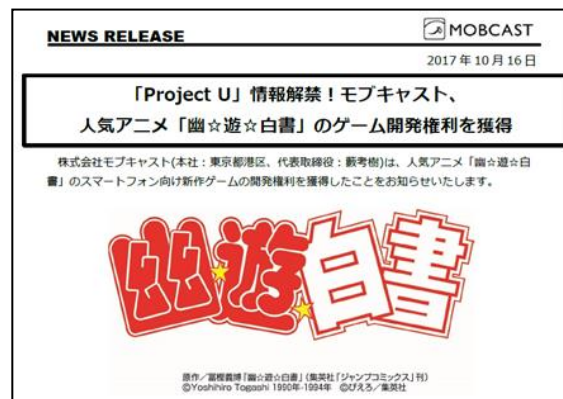 NEWS RELEASE
MOBCAST
2017年10月16日
「Project U」情報解禁！モブキャスト、
人気アニメ「幽☆遊☆白書」のゲーム開発権利を獲得
株式会社モブキャスト(本社：東京都港区、代表取締役：藪考樹)は、人気アニメ「幽☆遊☆白
書」のスマートフォン向け新作ゲームの開発権利を獲得したことをお知らせいたします。
幽☆遊☆白書
原作／冨樫義博「幽☆遊☆白書」(集英社「ジャンプコミックス」刊)
©Yoshihiro Togashi 1990年-1994年 ©ぴえろ／集英社